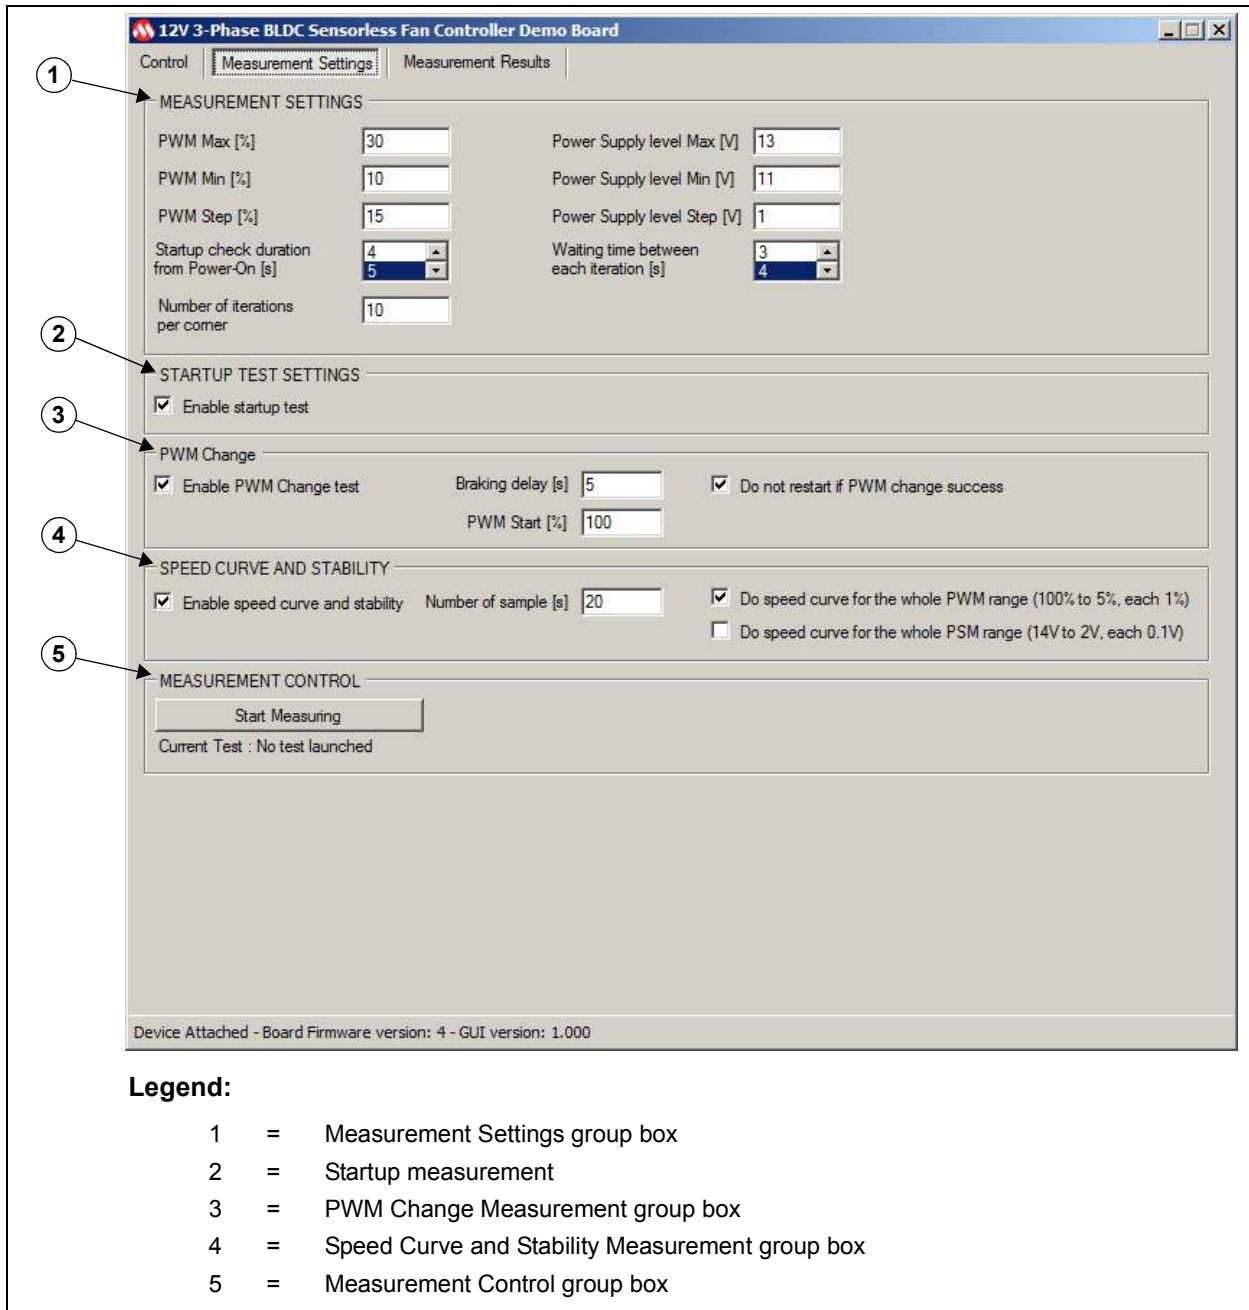 12V 3-Phase BLDC Sensorless Fan Controller Demo Board
Control Measurement Settings Measurement Results
1
MEASUREMENT SETTINGS
PWM Max [%] 30 Power Supply level Max [V] 13
PWM Min [%] 10 Power Supply level Min [V] 11
PWM Step [%] 15 Power Supply level Step [V] 1
Startup check duration 4 Waiting time between 3
from Power-On [s] 5 each iteration [s] 4
Number of iterations 10
per corner
2
STARTUP TEST SETTINGS
Enable startup test
3
PWM Change
Enable PWM Change test Braking delay [s] 5 Do not restart if PWM change success
PWM Start [%] 100
4
SPEED CURVE AND STABILITY
Enable speed curve and stability Number of sample [s] 20 Do speed curve for the whole PWM range (100% to 5%, each 1%)
Do speed curve for the whole PSM range (14V to 2V, each 0.1V)
5
MEASUREMENT CONTROL
Start Measuring
Current Test : No test launched
Device Attached - Board Firmware version: 4 - GUI version: 1.000
Legend:
1 = Measurement Settings group box
2 = Startup measurement
3 = PWM Change Measurement group box
4 = Speed Curve and Stability Measurement group box
5 = Measurement Control group box